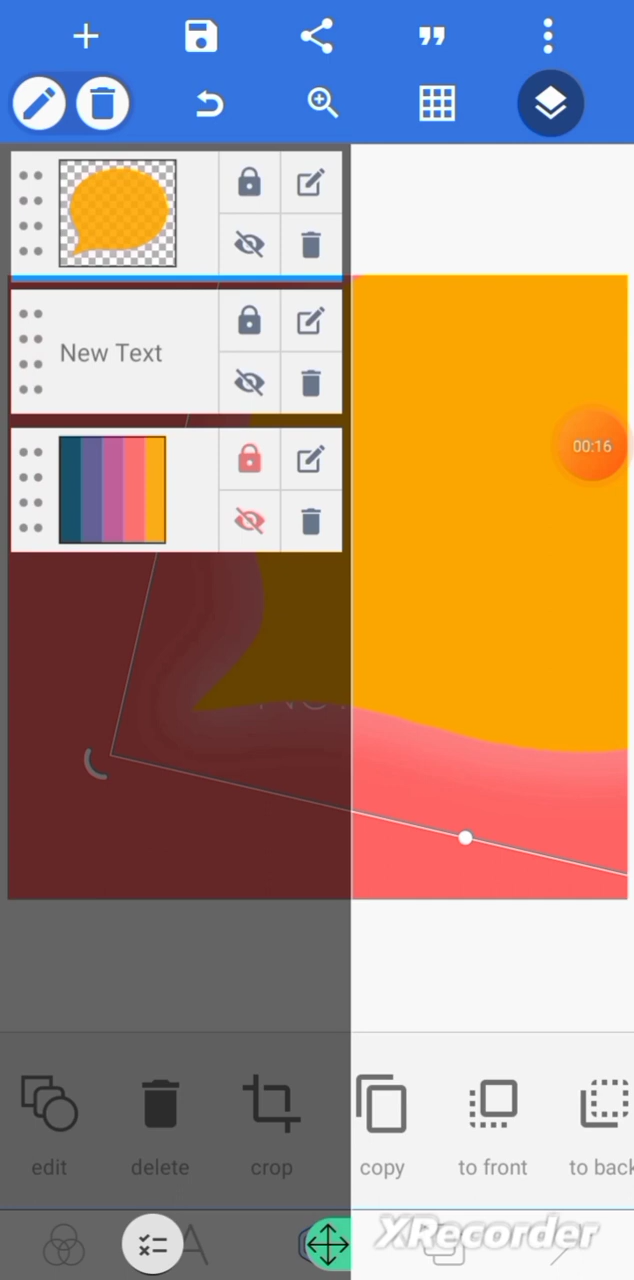 New Text
00:16
edit
delete
crop
copy
to front
to back
XRecorder